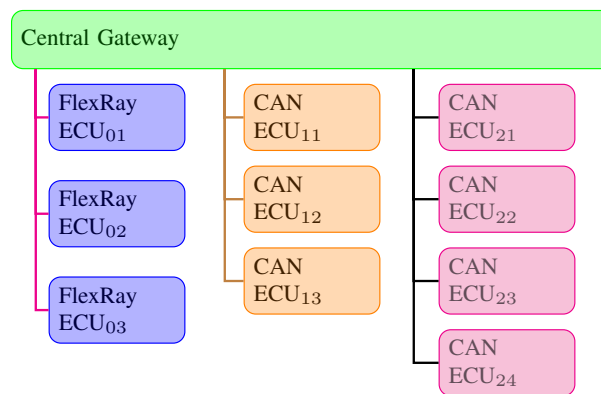 Central Gateway
FlexRay
ECU₀₁
FlexRay
ECU₀₂
FlexRay
ECU₀₃
CAN
ECU₁₁
CAN
ECU₁₂
CAN
ECU₁₃
CAN
ECU₂₁
CAN
ECU₂₂
CAN
ECU₂₃
CAN
ECU₂₄